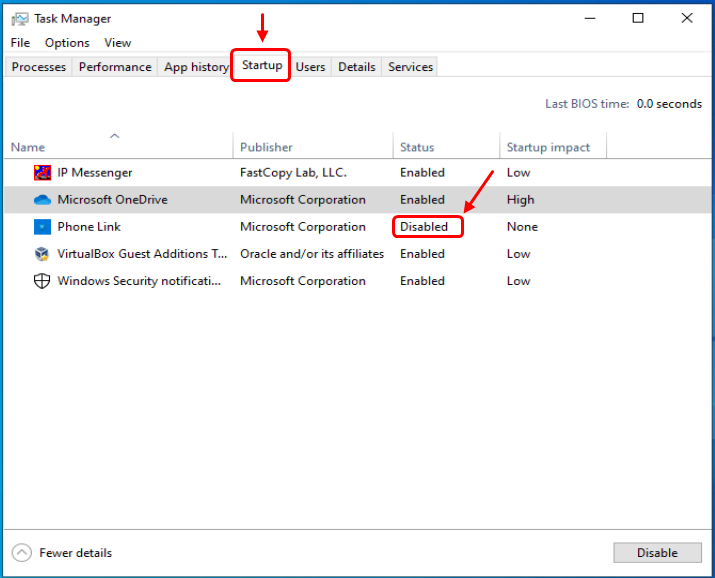 Task Manager
File Options View
Processes Performance App history Startup Users Details Services
Last BIOS time: 0.0 seconds
Name Publisher Status Startup impact
IP Messenger FastCopy Lab, LLC. Enabled Low
Microsoft OneDrive Microsoft Corporation Enabled High
Phone Link Microsoft Corporation Disabled None
VirtualBox Guest Additions T... Oracle and/or its affiliates Enabled Low
Windows Security notificati... Microsoft Corporation Enabled Low
Fewer details Disable